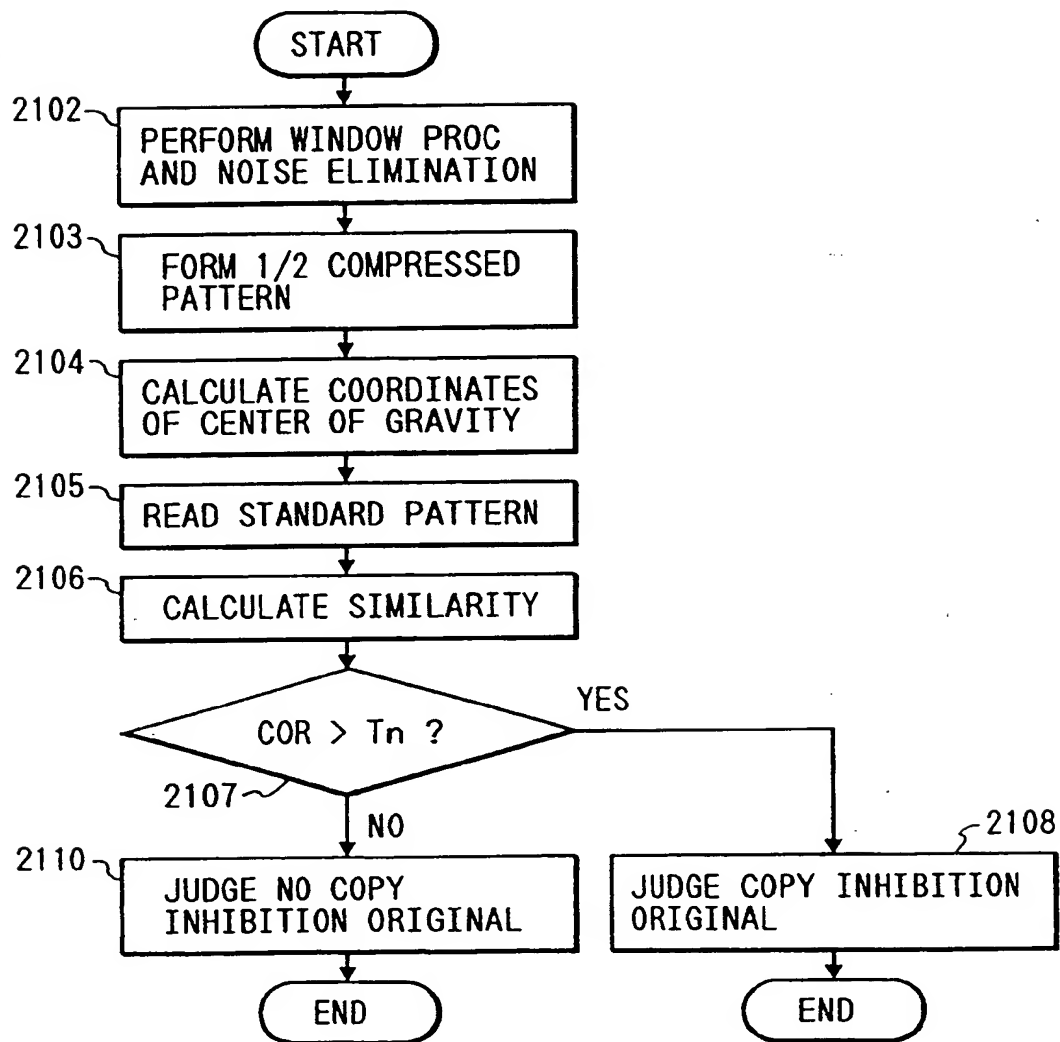 START
2102
PERFORM WINDOW PROC
AND NOISE ELIMINATION
2103
FORM 1/2 COMPRESSED
PATTERN
2104
CALCULATE COORDINATES
OF CENTER OF GRAVITY
2105
READ STANDARD PATTERN
2106
CALCULATE SIMILARITY
COR > Tn ?
YES
2107
NO
2110
JUDGE NO COPY
INHIBITION ORIGINAL
END
2108
JUDGE COPY INHIBITION
ORIGINAL
END